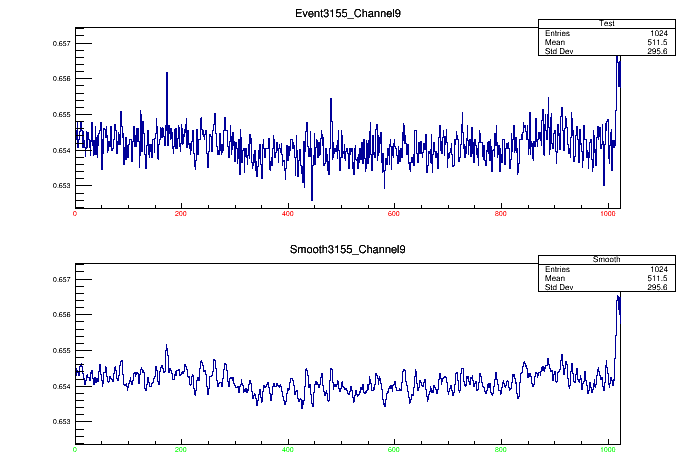 Event3155_Channel9
Test
Entries 1024
Mean 511.5
Std Dev 295.6
0.657
0.656
0.655
0.654
0.653
0 200 400 600 800 1000
Smooth3155_Channel9
Smooth
Entries 1024
Mean 511.5
Std Dev 295.6
0.657
0.656
0.655
0.654
0.653
0 200 400 600 800 1000